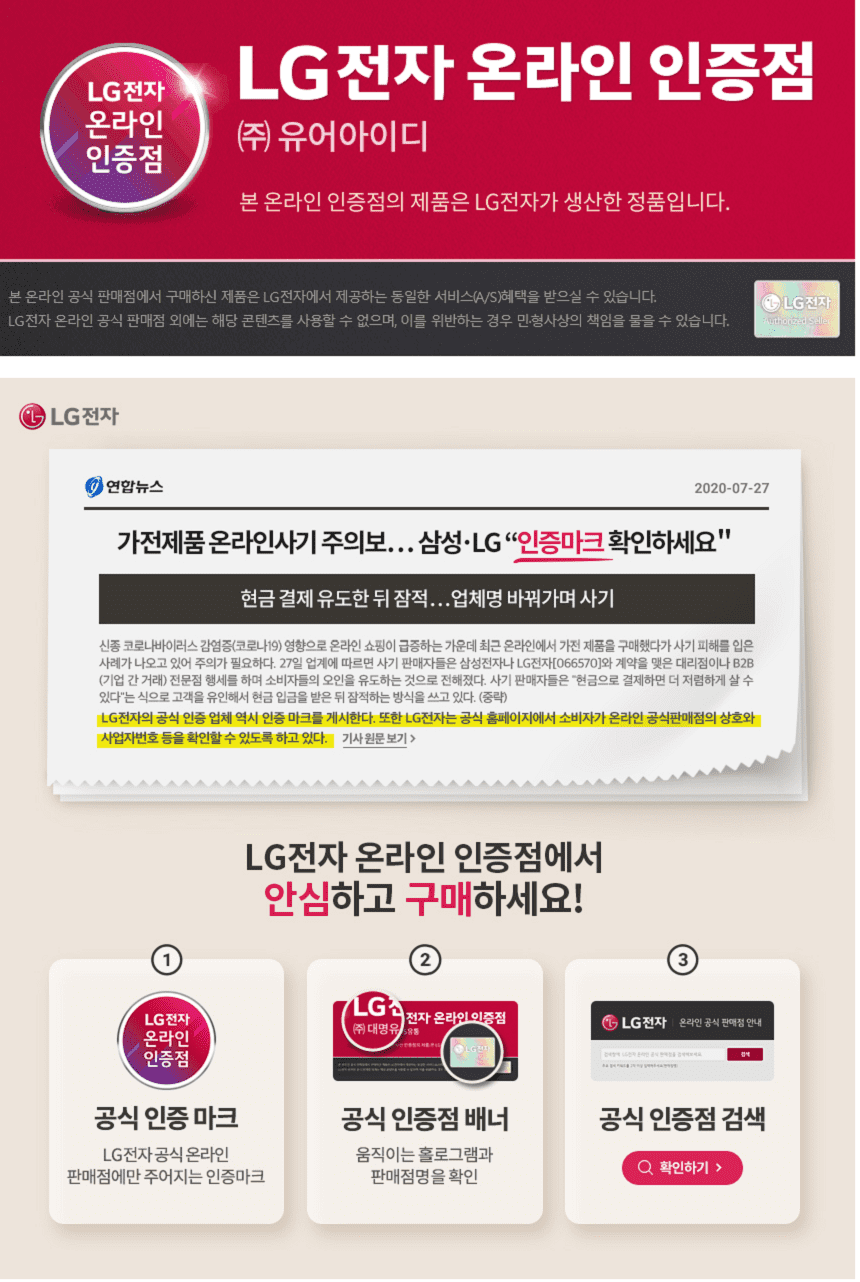 LG전자
온라인
인증점
LG전자 온라인 인증점
㈜ 유어아이디
본 온라인 인증점의 제품은 LG전자가 생산한 정품입니다.
본 온라인 공식 판매점에서 구매하신 제품은 LG전자에서 제공하는 동일한 서비스(A/S)혜택을 받으실 수 있습니다.
LG전자 온라인 공식 판매점 외에는 해당 콘텐츠를 사용할 수 없으며, 이를 위반하는 경우 민·형사상의 책임을 물을 수 있습니다.
LG전자
Authorized Seller
LG전자
연합뉴스
2020-07-27
가전제품 온라인사기 주의보... 삼성·LG “인증마크 확인하세요"
현금 결제 유도한 뒤 잠적...업체명 바꿔가며 사기
신종 코로나바이러스 감염증(코로나19) 영향으로 온라인 쇼핑이 급증하는 가운데 최근 온라인에서 가전 제품을 구매했다가 사기 피해를 입은
사례가 나오고 있어 주의가 필요하다. 27일 업계에 따르면 사기 판매자들은 삼성전자나 LG전자[066570]와 계약을 맺은 대리점이나 B2B
(기업 간 거래) 전문점 행세를 하며 소비자들의 오인을 유도하는 것으로 전해졌다. 사기 판매자들은 "현금으로 결제하면 더 저렴하게 살 수
있다"는 식으로 고객을 유인해서 현금 입금을 받은 뒤 잠적하는 방식을 쓰고 있다. (중략)
LG전자의 공식 인증 업체 역시 인증 마크를 게시한다. 또한 LG전자는 공식 홈페이지에서 소비자가 온라인 공식판매점의 상호와
사업자번호 등을 확인할 수 있도록 하고 있다. 기사 원문 보기 >
LG전자 온라인 인증점에서
안심하고 구매하세요!
1
LG전자
온라인
인증점
공식 인증 마크
LG전자 공식 온라인
판매점에만 주어지는 인증마크
2
전자 온라인 인증점
㈜ 대명유
LG전자
공식 인증점 배너
움직이는 홀로그램과
판매점명을 확인
3
LG전자 온라인 공식 판매점 안내
검색
공식 인증점 검색
확인하기 >